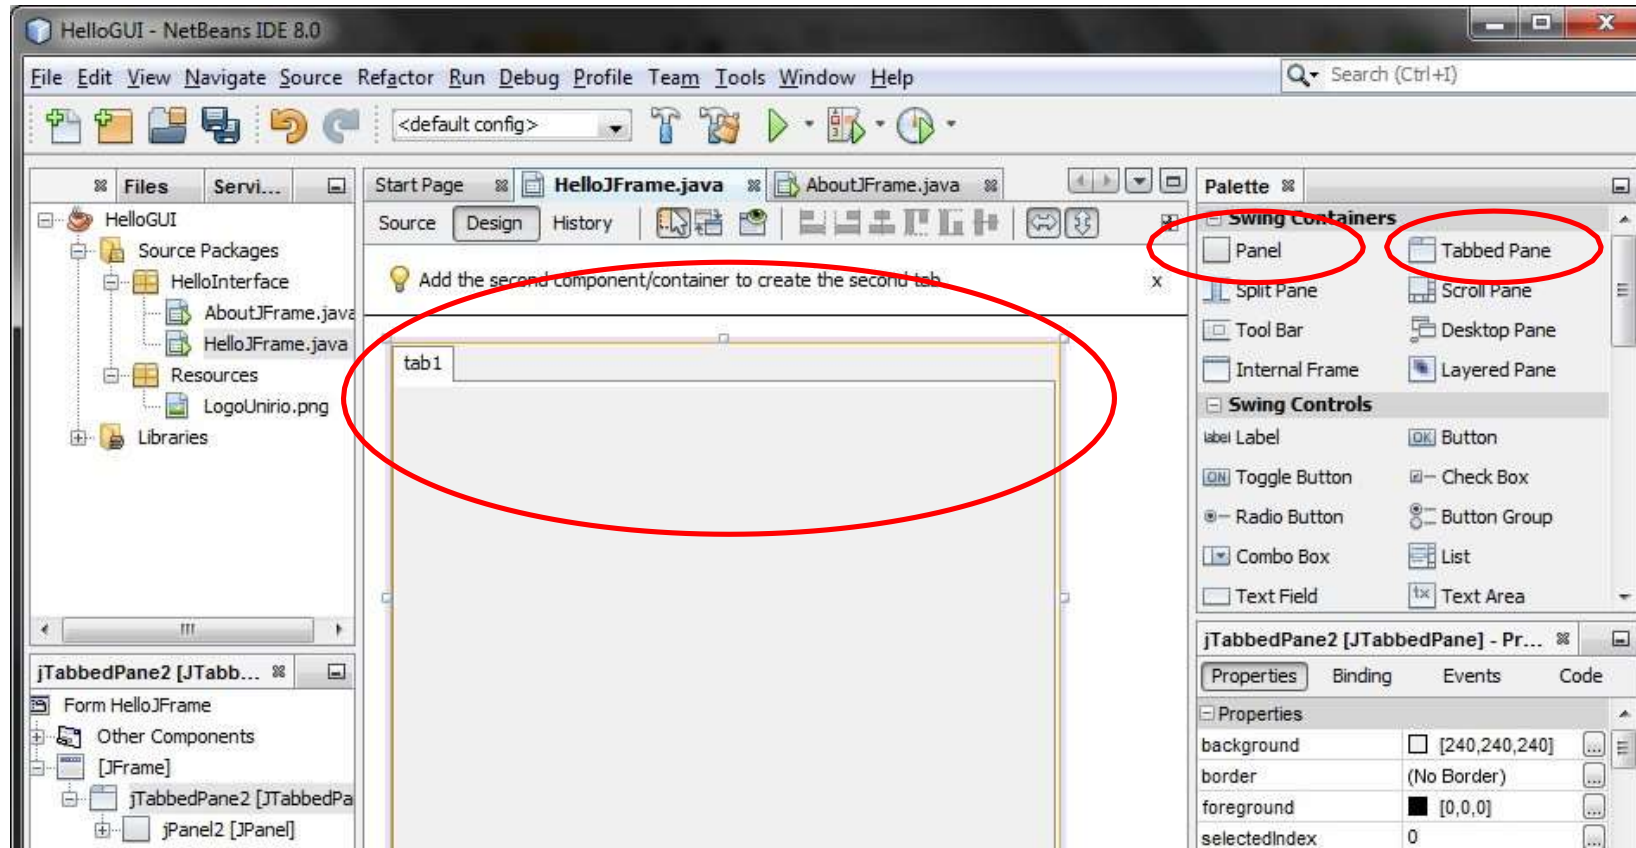 HelloGUI - NetBeans IDE 8.0
File Edit View Navigate Source Refactor Run Debug Profile Team Tools Window Help
Search (Ctrl+I)
<default config>
Files Servi...
HelloGUI
Source Packages
HelloInterface
AboutJFrame.java
HelloJFrame.java
Resources
LogoUnirio.png
Libraries
jTabbedPane2 [JTabb...
Form HelloJFrame
Other Components
[JFrame]
jTabbedPane2 [JTabbedPa
jPanel2 [JPanel]
Start Page HelloJFrame.java AboutJFrame.java
Source Design History
Add the second component/container to create the second tab x
tab1
Palette
Swing Containers
Panel Tabbed Pane
Split Pane Scroll Pane
Tool Bar Desktop Pane
Internal Frame Layered Pane
Swing Controls
label Label OK Button
ON Toggle Button Check Box
Radio Button Button Group
Combo Box List
Text Field Text Area
jTabbedPane2 [JTabbedPane] - Pr...
Properties Binding Events Code
Properties
background [240,240,240] ...
border (No Border) ...
foreground [0,0,0] ...
selectedIndex 0 ...